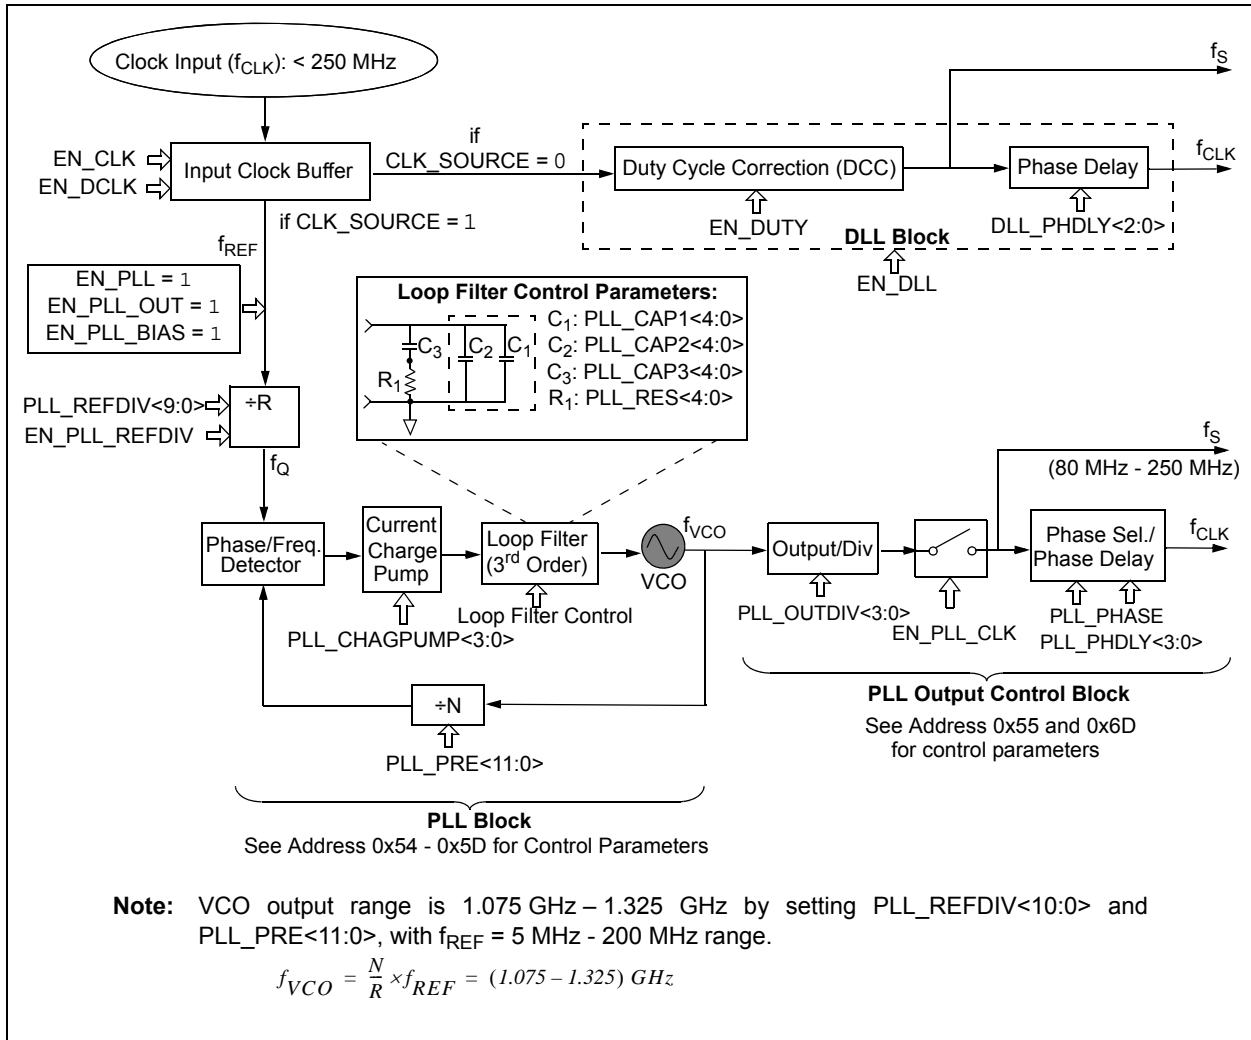 Clock Input (fCLK): < 250 MHz
fS
if
CLK_SOURCE = 0
EN_CLK
EN_DCLK
Input Clock Buffer
Duty Cycle Correction (DCC)
Phase Delay
fCLK
EN_DUTY
DLL_PHDLY<2:0>
DLL Block
EN_DLL
if CLK_SOURCE = 1
fREF
EN_PLL = 1
EN_PLL_OUT = 1
EN_PLL_BIAS = 1
Loop Filter Control Parameters:
C3
C2
C1
R1
C1: PLL_CAP1<4:0>
C2: PLL_CAP2<4:0>
C3: PLL_CAP3<4:0>
R1: PLL_RES<4:0>
PLL_REFDIV<9:0>
EN_PLL_REFDIV
÷R
fQ
fS
(80 MHz - 250 MHz)
Phase/Freq.
Detector
Current
Charge
Pump
Loop Filter
(3rd Order)
fVCO
VCO
Output/Div
Phase Sel./
Phase Delay
fCLK
Loop Filter Control
PLL_CHAGPUMP<3:0>
PLL_OUTDIV<3:0>
EN_PLL_CLK
PLL_PHASE
PLL_PHDLY<3:0>
÷N
PLL_PRE<11:0>
PLL Output Control Block
See Address 0x55 and 0x6D
for control parameters
PLL Block
See Address 0x54 - 0x5D for Control Parameters
Note: VCO output range is 1.075 GHz – 1.325 GHz by setting PLL_REFDIV<10:0> and
PLL_PRE<11:0>, with fREF = 5 MHz - 200 MHz range.
fVCO = N/R × fREF = (1.075 – 1.325) GHz